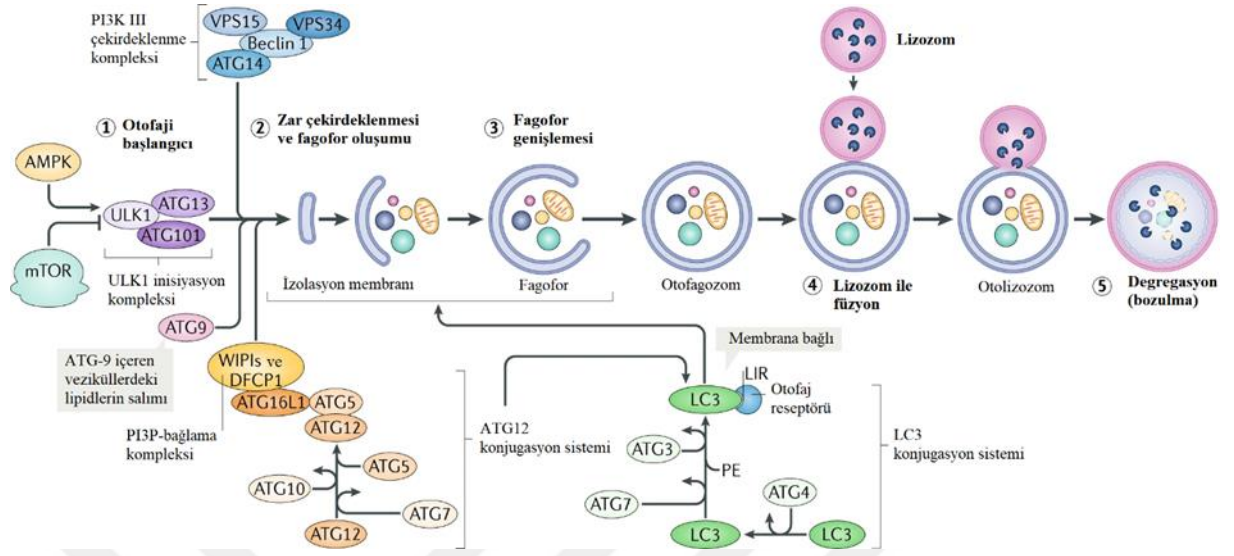 PI3K III
çekirdeklenme
kompleksi
VPS15
VPS34
Beclin 1
ATG14
Lizozom
1 Otofaji
başlangıcı
2 Zar çekirdeklenmesi
ve fagofor oluşumu
3 Fagofor
genişlemesi
AMPK
ULK1
ATG13
ATG101
mTOR
ULK1 inisiyasyon
kompleksi
İzolasyon membranı
Fagofor
Otofagozom
4 Lizozom ile
füzyon
Otolizozom
5 Degregasyon
(bozulma)
ATG9
ATG-9 içeren
veziküllerdeki
lipidlerin salımı
WIPIs ve
DFCP1
ATG16L1
ATG5
ATG12
PI3P-bağlama
kompleksi
ATG5
ATG10
ATG7
ATG12
ATG12
konjugasyon sistemi
Membrana bağlı
LIR
LC3
Otofaj
reseptörü
ATG3
PE
ATG7
ATG4
LC3
LC3
LC3
konjugasyon sistemi